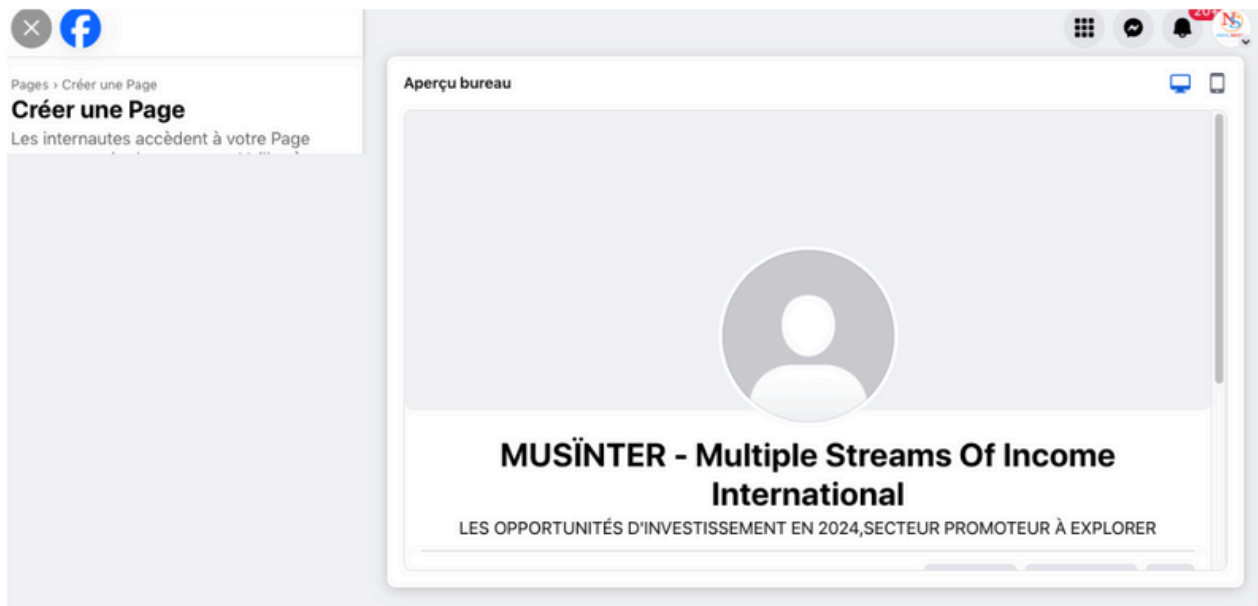 Pages › Créer une Page
Créer une Page
Les internautes accèdent à votre Page
20+
NS
Aperçu bureau
MUSÏNTER - Multiple Streams Of Income
International
LES OPPORTUNITÉS D'INVESTISSEMENT EN 2024,SECTEUR PROMOTEUR À EXPLORER